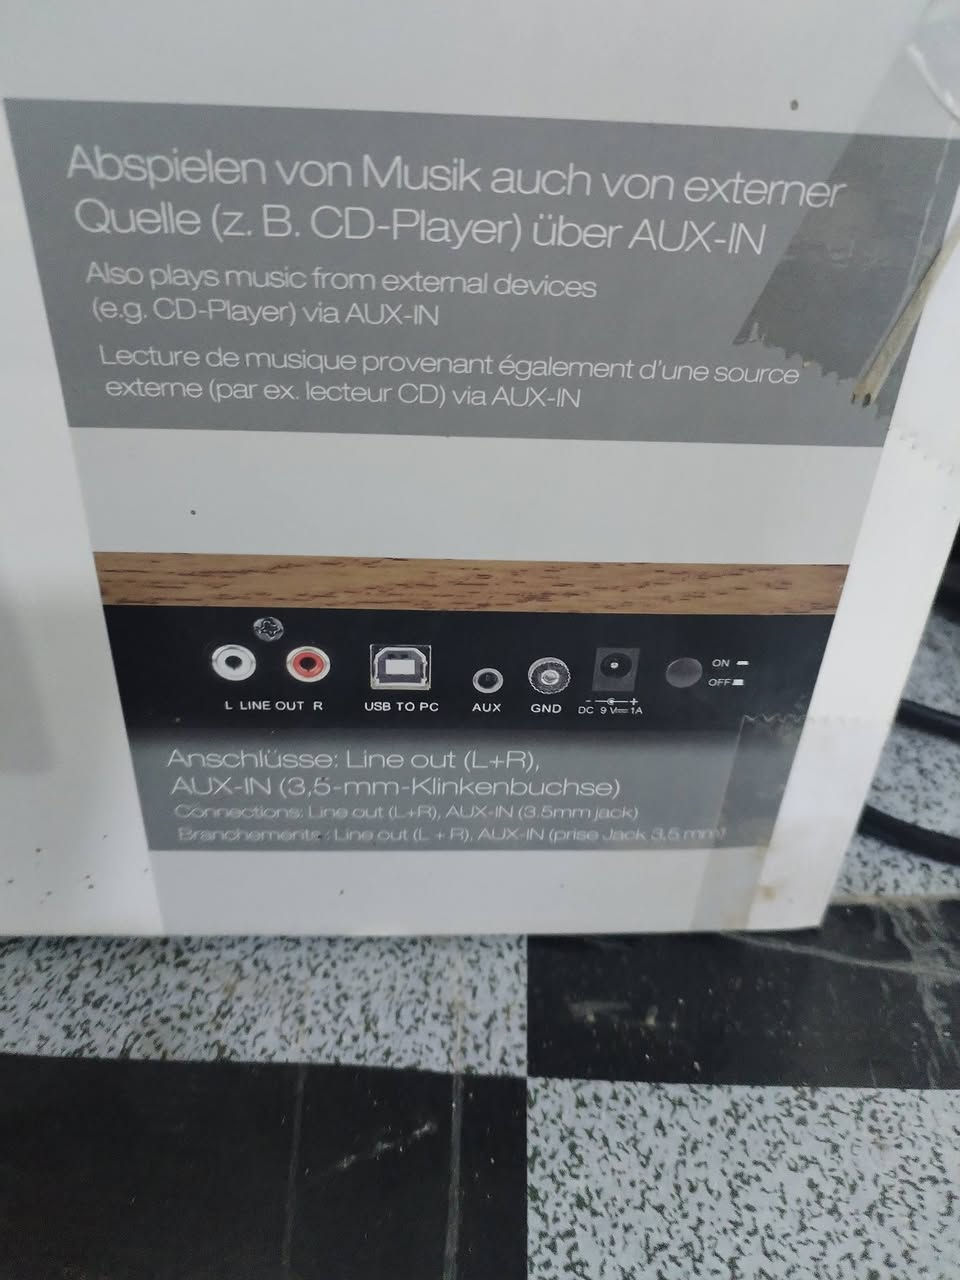 Abspielen von Musik auch von externer
Quelle (z. B. CD-Player) über AUX-IN
Also plays music from external devices
(e.g. CD-Player) via AUX-IN
Lecture de musique provenant également d'une source
externe (par ex. lecteur CD) via AUX-IN
ON
OFF
L LINE OUT R USB TO PC AUX GND DC 9 V 1A
Anschlüsse: Line out (L+R),
AUX-IN (3,5-mm-Klinkenbuchse)
Connections: Line out (L+R), AUX-IN (3.5mm jack)
Branchements : Line out (L + R), AUX-IN (prise Jack 3,5 mm)